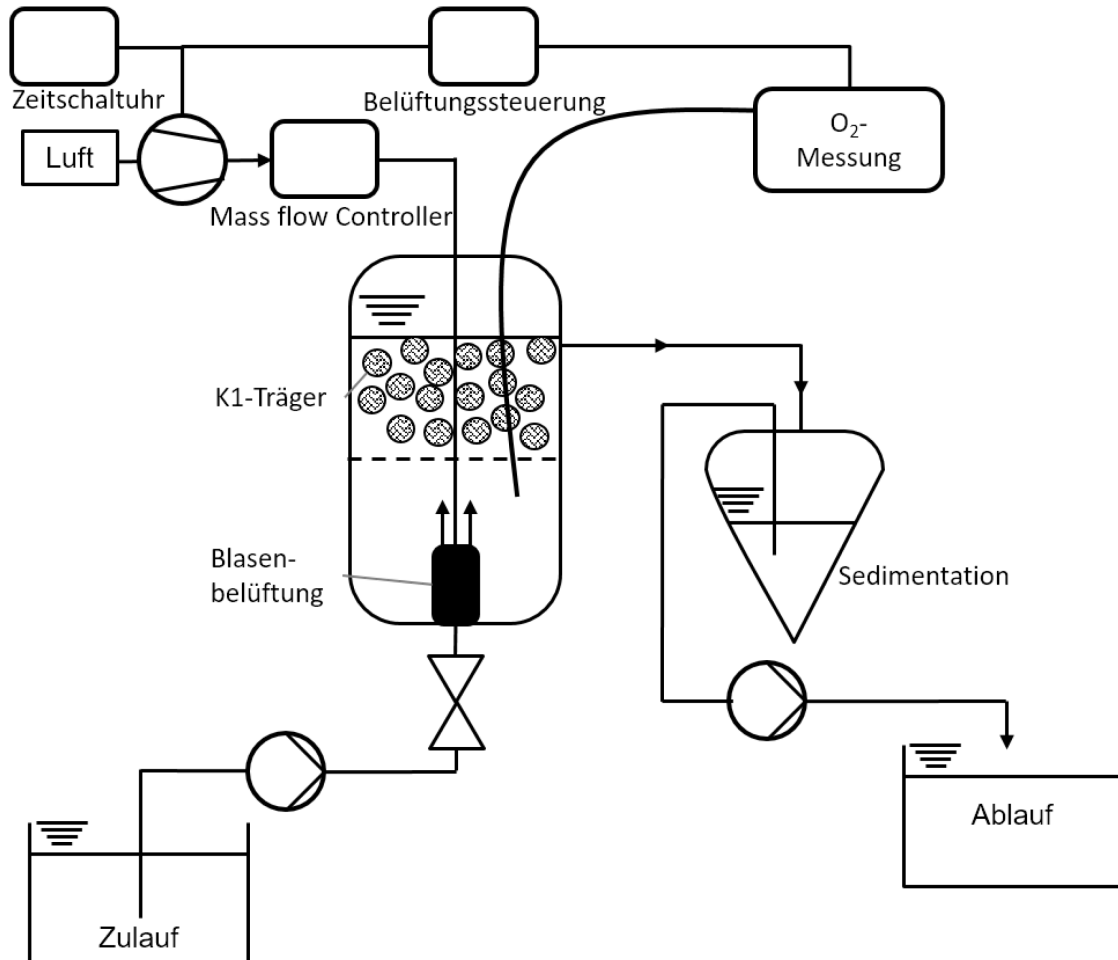 Zeitschaltuhr
Belüftungssteuerung
O₂-
Messung
Luft
Mass flow Controller
K1-Träger
Blasen-
belüftung
Sedimentation
Ablauf
Zulauf